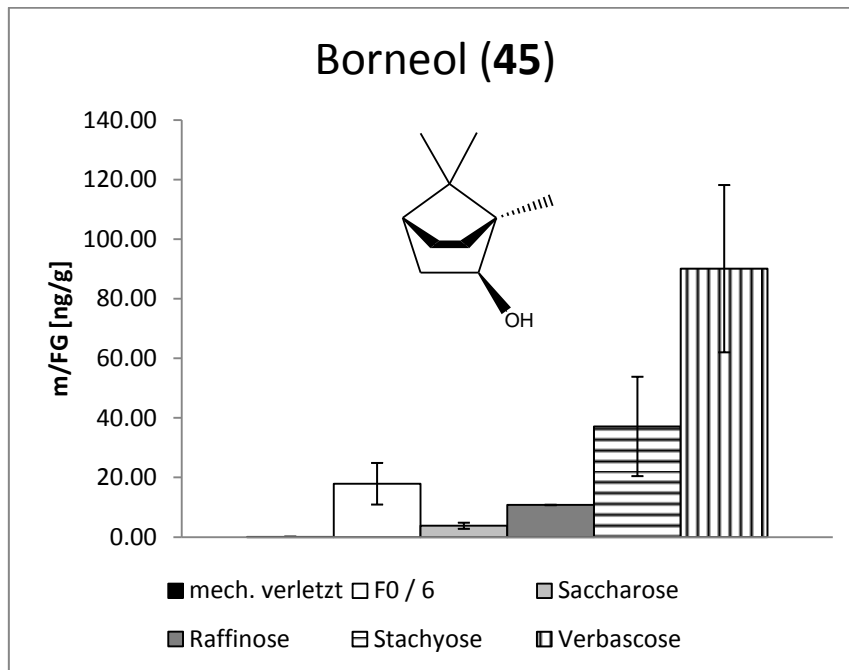 Borneol (45)
140.00
120.00
100.00
80.00
60.00
40.00
20.00
0.00
m/FG [ng/g]
OH
mech. verletzt F0 / 6 Saccharose
Raffinose Stachyose Verbascose